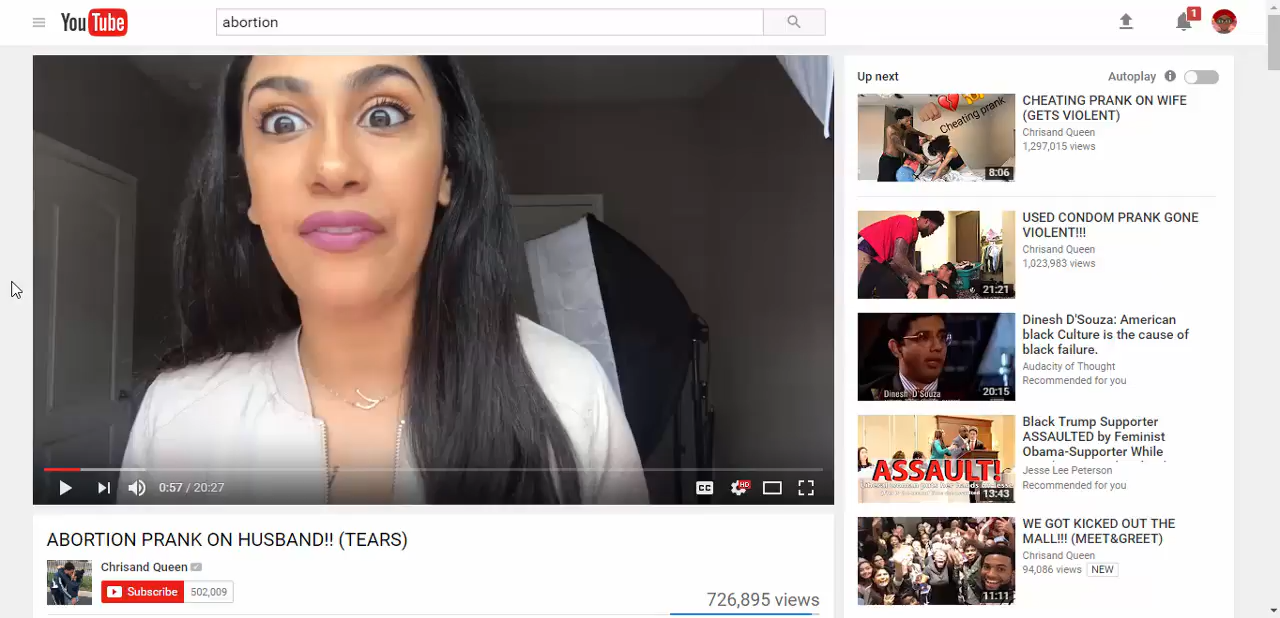 YouTube
abortion
1
Up next
Autoplay
Cheating prank
8:06
CHEATING PRANK ON WIFE
(GETS VIOLENT)
Chrisand Queen
1,297,015 views
21:21
USED CONDOM PRANK GONE
VIOLENT!!!
Chrisand Queen
1,023,983 views
Dinesh D'Souza
20:15
Dinesh D'Souza: American
black Culture is the cause of
black failure.
Audacity of Thought
Recommended for you
ASSAULT!
13:43
Black Trump Supporter
ASSAULTED by Feminist
Obama-Supporter While
Jesse Lee Peterson
Recommended for you
11:11
WE GOT KICKED OUT THE
MALL!!! (MEET&GREET)
Chrisand Queen
94,086 views NEW
0:57 / 20:27
CC
HD
ABORTION PRANK ON HUSBAND!! (TEARS)
Chrisand Queen
Subscribe 502,009
726,895 views